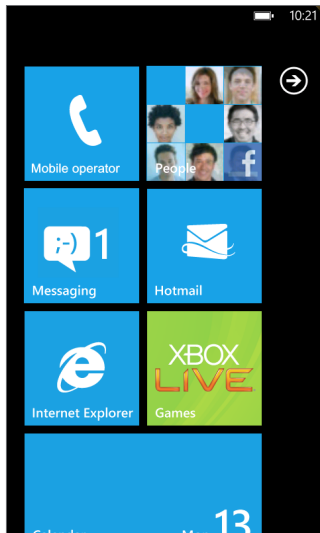 10:21
Mobile operator
People
f
;-) 1
Messaging
Hotmail
Internet Explorer
XBOX
LIVE
Games
13